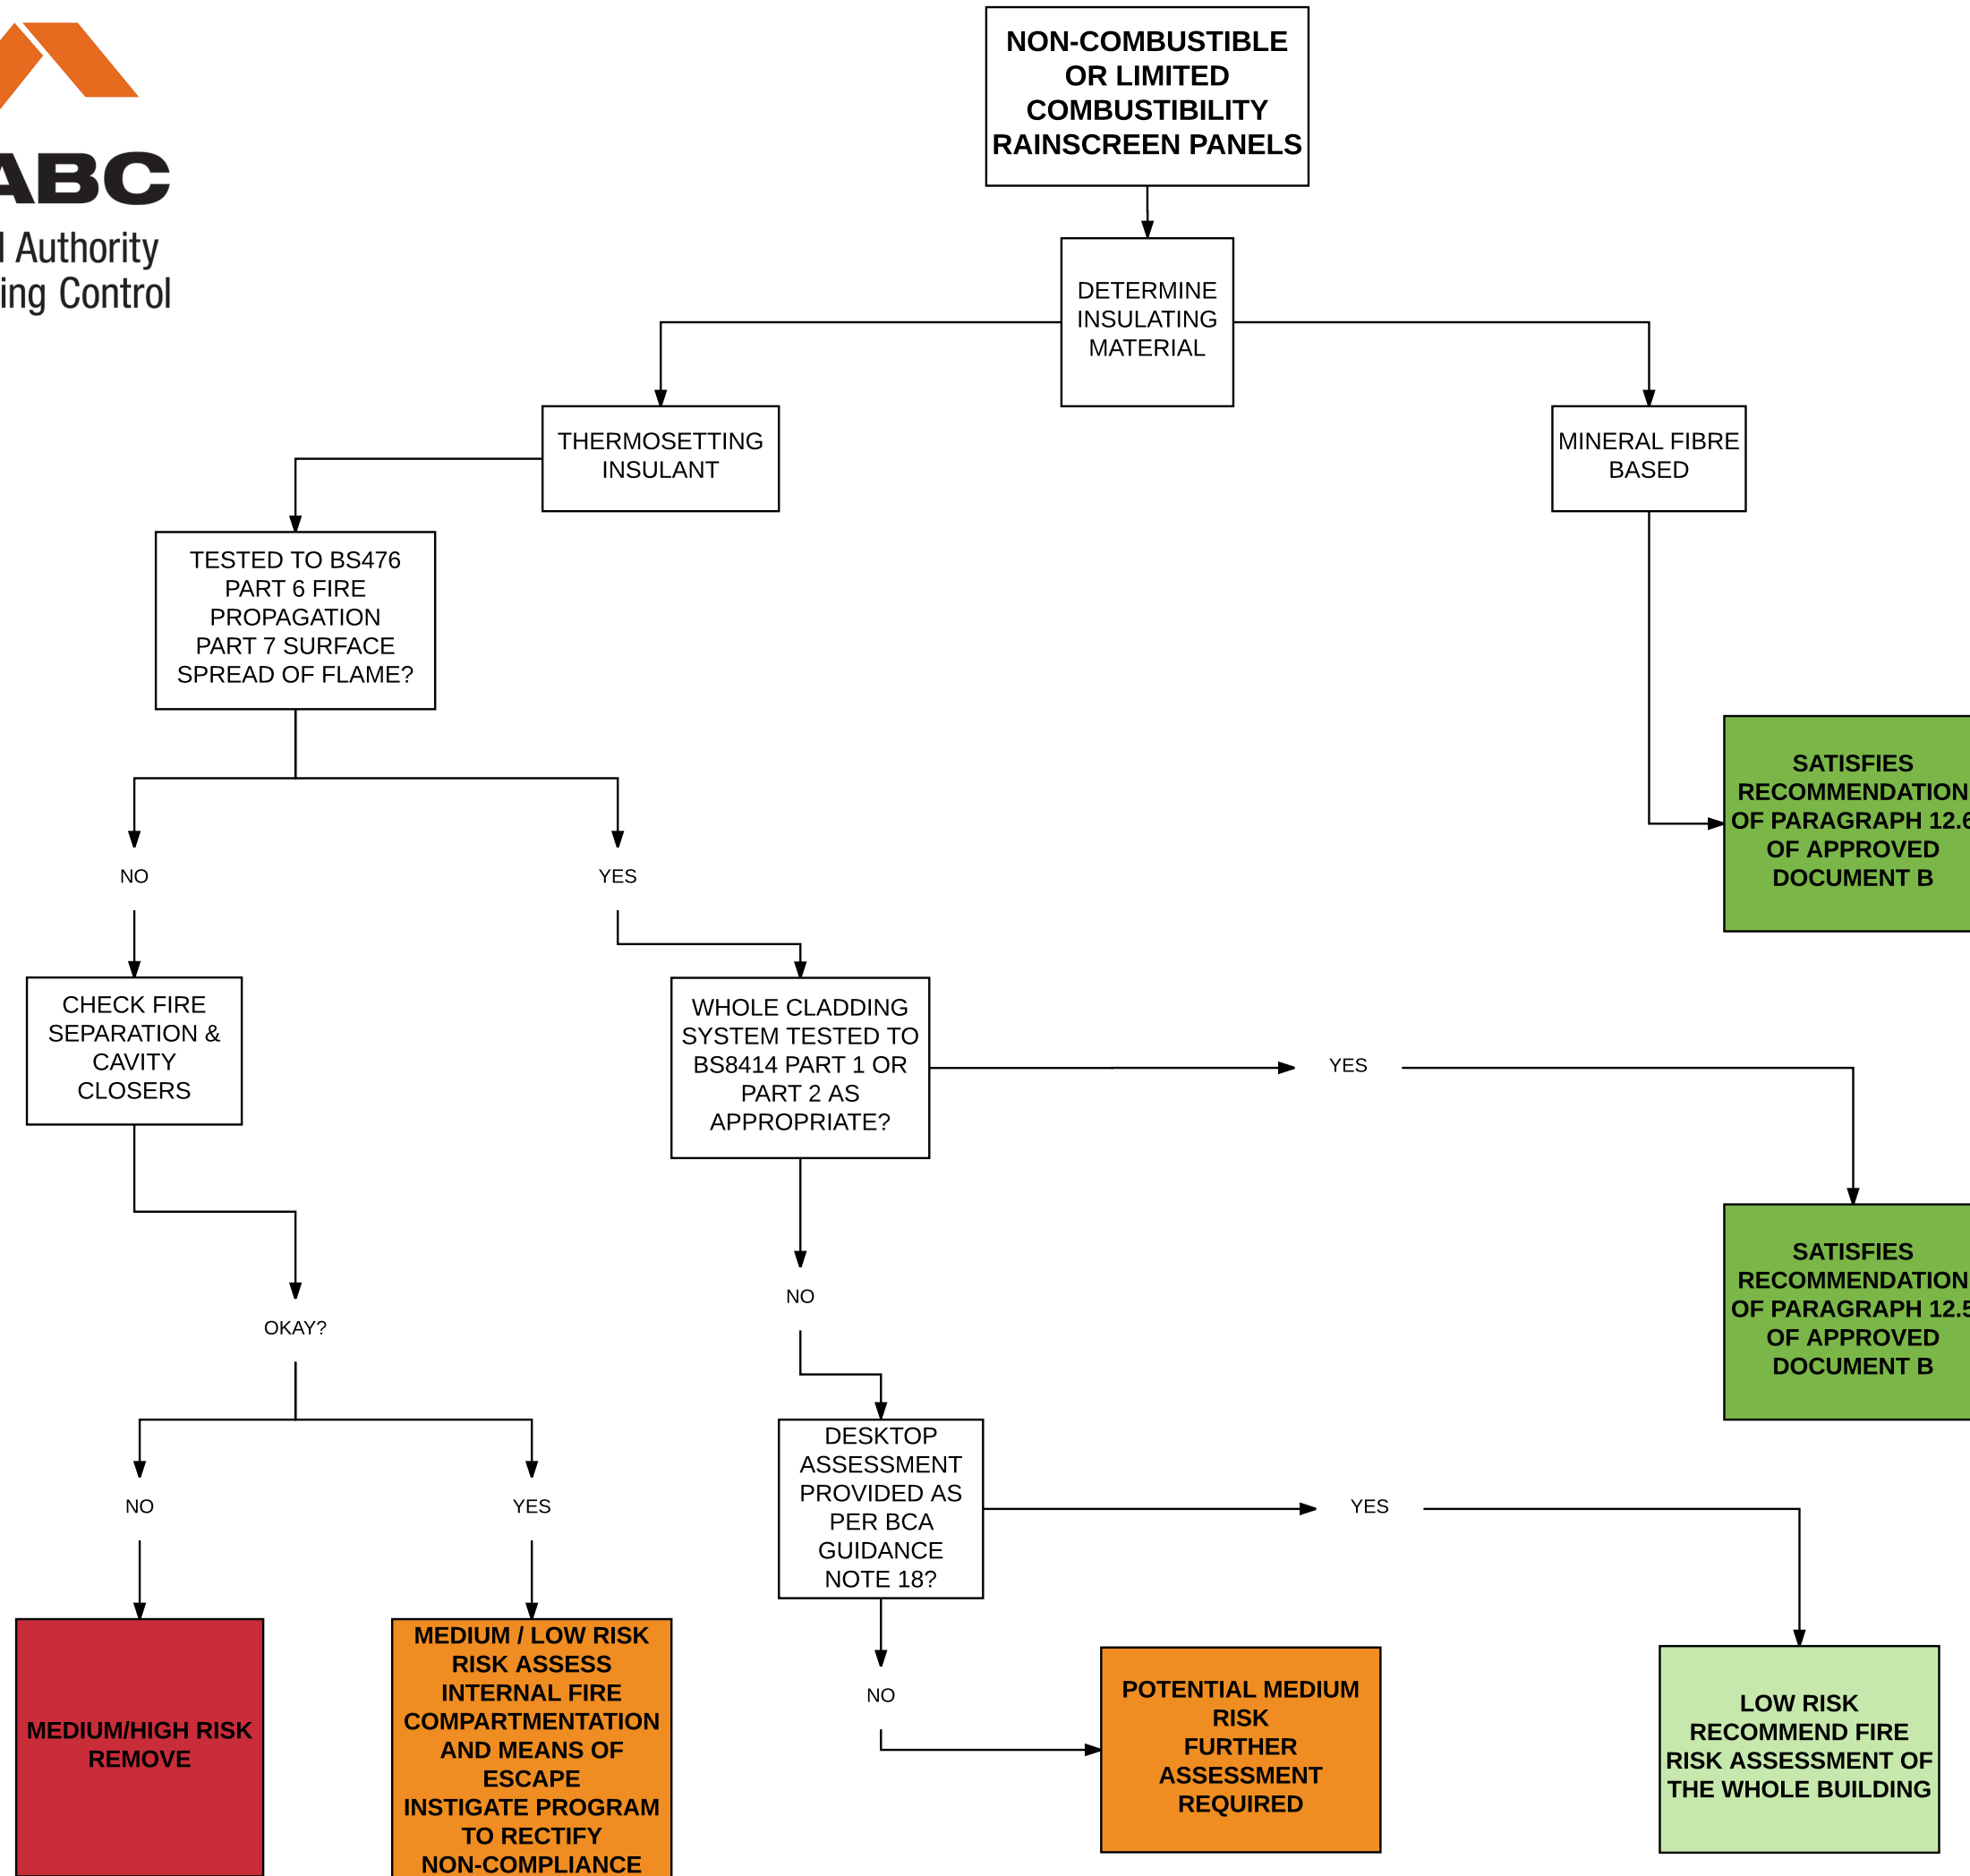 ABC
Authority
ing Control
NON-COMBUSTIBLE
OR LIMITED
COMBUSTIBILITY
RAINSCREEN PANELS
DETERMINE
INSULATING
MATERIAL
THERMOSETTING
INSULANT
MINERAL FIBRE
BASED
TESTED TO BS476
PART 6 FIRE
PROPAGATION
PART 7 SURFACE
SPREAD OF FLAME?
SATISFIES
RECOMMENDATION
OF PARAGRAPH 12.6
OF APPROVED
DOCUMENT B
NO
YES
CHECK FIRE
SEPARATION &
CAVITY
CLOSERS
WHOLE CLADDING
SYSTEM TESTED TO
BS8414 PART 1 OR
PART 2 AS
APPROPRIATE?
YES
SATISFIES
RECOMMENDATION
OF PARAGRAPH 12.5
OF APPROVED
DOCUMENT B
NO
OKAY?
DESKTOP
ASSESSMENT
PROVIDED AS
PER BCA
GUIDANCE
NOTE 18?
YES
NO
YES
MEDIUM/HIGH RISK
REMOVE
MEDIUM / LOW RISK
RISK ASSESS
INTERNAL FIRE
COMPARTMENTATION
AND MEANS OF
ESCAPE
INSTIGATE PROGRAM
TO RECTIFY
NON-COMPLIANCE
NO
POTENTIAL MEDIUM
RISK
FURTHER
ASSESSMENT
REQUIRED
LOW RISK
RECOMMEND FIRE
RISK ASSESSMENT OF
THE WHOLE BUILDING